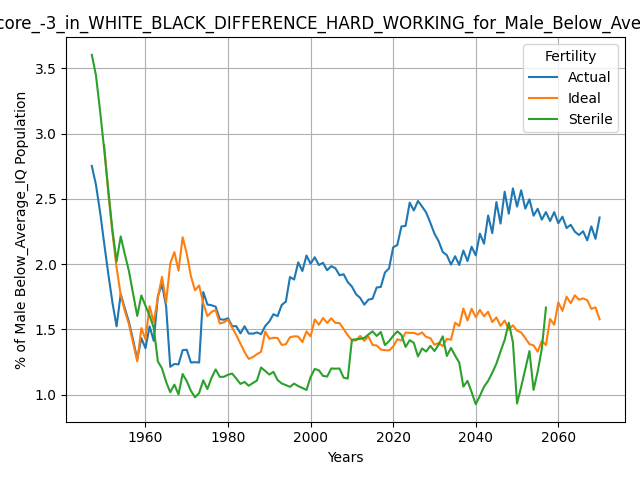 core_-3_in_WHITE_BLACK_DIFFERENCE_HARD_WORKING_for_Male_Below_Ave
Fertility
Actual
Ideal
Sterile
% of Male Below_Average_IQ Population
3.5
3.0
2.5
2.0
1.5
1.0
1960
1980
2000
2020
2040
2060
Years